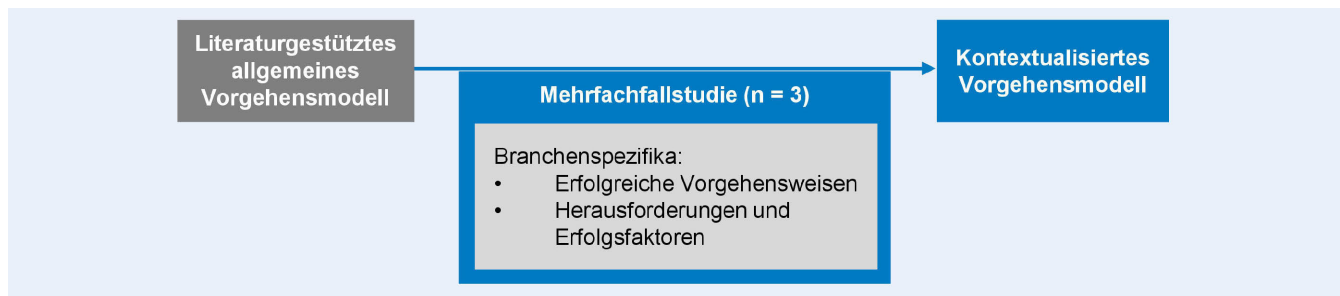 Literaturgestütztes
allgemeines
Vorgehensmodell
Mehrfachfallstudie (n = 3)
Branchenspezifika:
• Erfolgreiche Vorgehensweisen
• Herausforderungen und
Erfolgsfaktoren
Kontextualisiertes
Vorgehensmodell